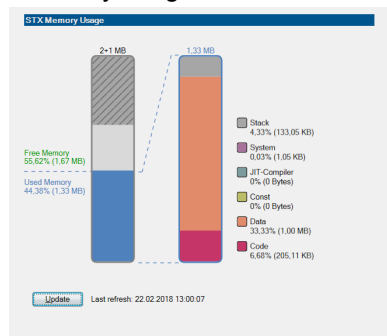 STX Memory Usage
2+1 MB
1,33 MB
Free Memory
55,62% (1,67 MB)
Used Memory
44,38% (1,33 MB)
Stack
4,33% (133,05 KB)
System
0,03% (1,05 KB)
JIT-Compiler
0% (0 Bytes)
Const
0% (0 Bytes)
Data
33,33% (1,00 MB)
Code
6,68% (205,11 KB)
Update
Last refresh: 22.02.2018 13:00:07